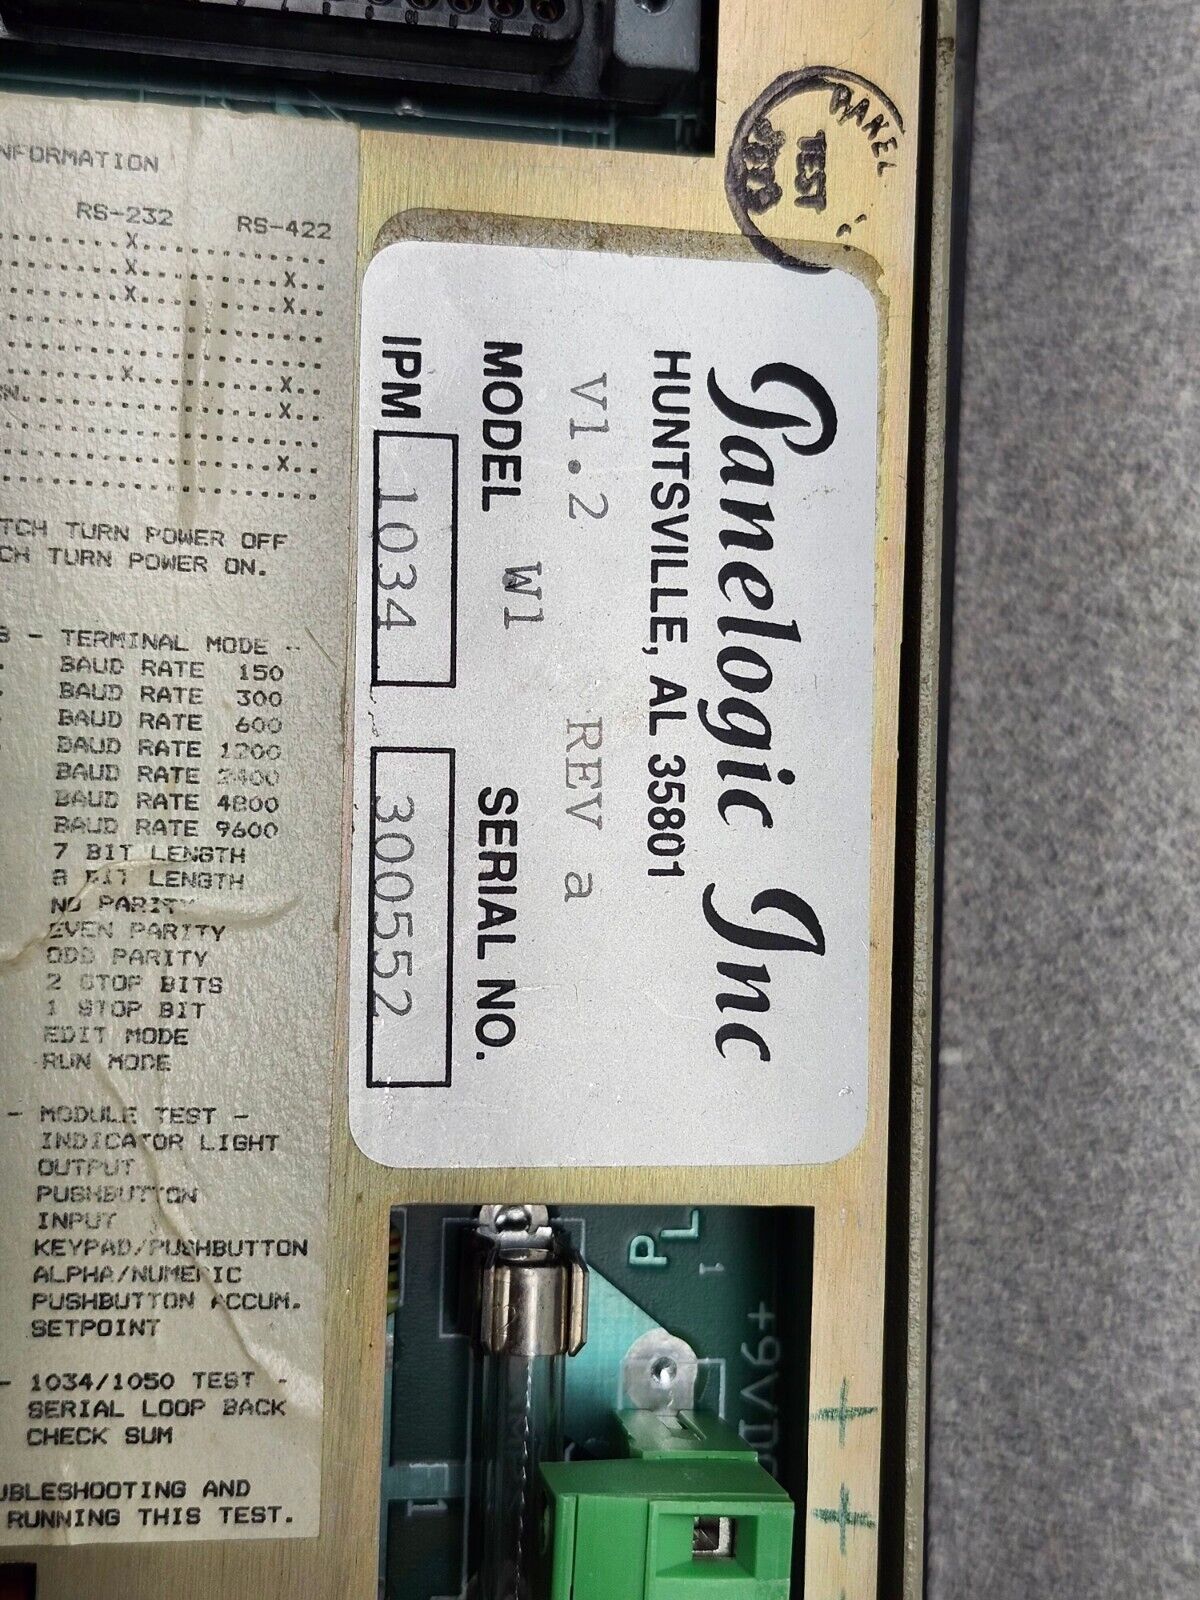 NFORMATION
RS-232 RS-422
X
X X
X X
X X
X
X
TCH TURN POWER OFF
CH TURN POWER ON.
- TERMINAL MODE -
BAUD RATE 150
BAUD RATE 300
BAUD RATE 600
BAUD RATE 1200
BAUD RATE 2400
BAUD RATE 4800
BAUD RATE 9600
7 BIT LENGTH
8 BIT LENGTH
NO PARITY
EVEN PARITY
ODD PARITY
2 STOP BITS
1 STOP BIT
EDIT MODE
RUN MODE
- MODULE TEST -
INDICATOR LIGHT
OUTPUT
PUSHBUTTON
INPUT
KEYPAD/PUSHBUTTON
ALPHA/NUMERIC
PUSHBUTTON ACCUM.
SETPOINT
- 1034/1050 TEST -
SERIAL LOOP BACK
CHECK SUM
UBLESHOOTING AND
RUNNING THIS TEST.
Panelogic Inc
HUNTSVILLE, AL 35801
V1.2 REV a
MODEL W1 SERIAL NO.
IPM 1034 300552
TEST
PL
1
+9VD
+
+